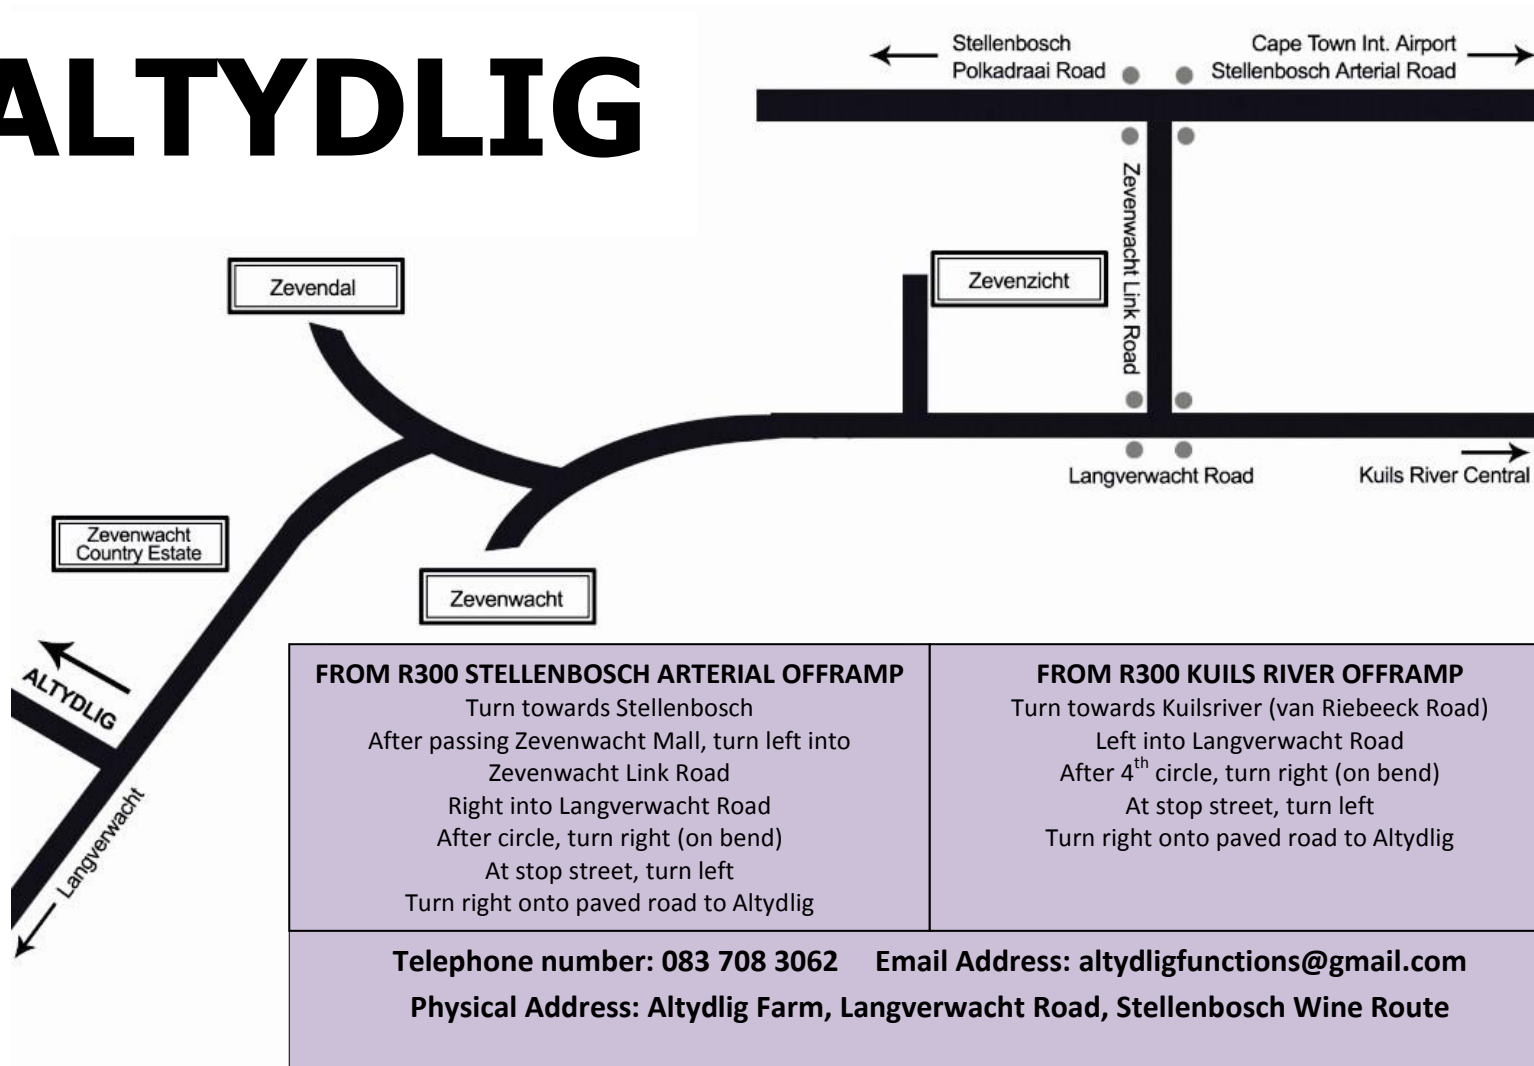 ALTYDLIG
Stellenbosch
Polkadraai Road
Cape Town Int. Airport
Stellenbosch Arterial Road
Zevenwacht Link Road
Zevendal
Zevenzicht
Langverwacht Road
Kuils River Central
Zevenwacht
Country Estate
Zevenwacht
ALTYDLIG
Langverwacht
FROM R300 STELLENBOSCH ARTERIAL OFFRAMP
Turn towards Stellenbosch
After passing Zevenwacht Mall, turn left into
Zevenwacht Link Road
Right into Langverwacht Road
After circle, turn right (on bend)
At stop street, turn left
Turn right onto paved road to Altydlig
FROM R300 KUILS RIVER OFFRAMP
Turn towards Kuilsriver (van Riebeeck Road)
Left into Langverwacht Road
After 4th circle, turn right (on bend)
At stop street, turn left
Turn right onto paved road to Altydlig
Telephone number: 083 708 3062 Email Address: altydligfunctions@gmail.com
Physical Address: Altydlig Farm, Langverwacht Road, Stellenbosch Wine Route